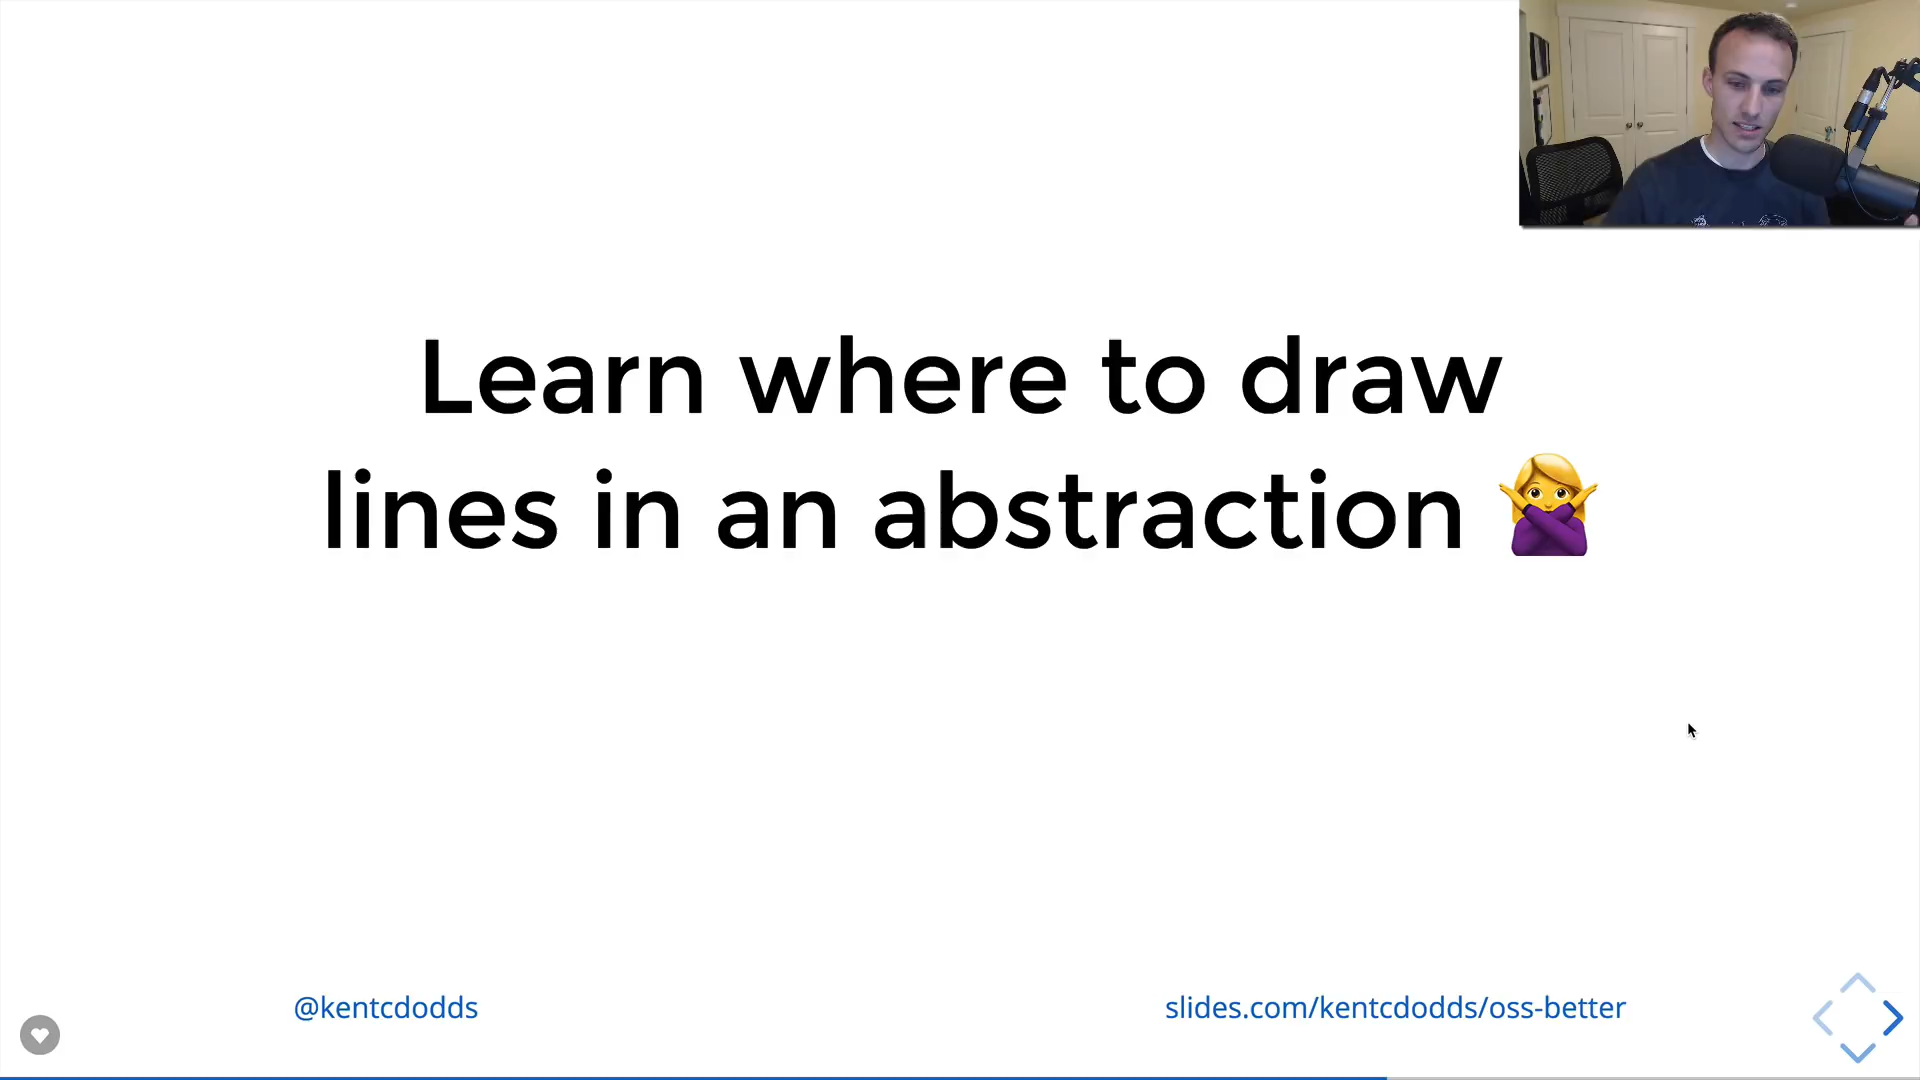 Learn where to draw
lines in an abstraction 🙅‍♀️
@kentcdodds
slides.com/kentcdodds/oss-better